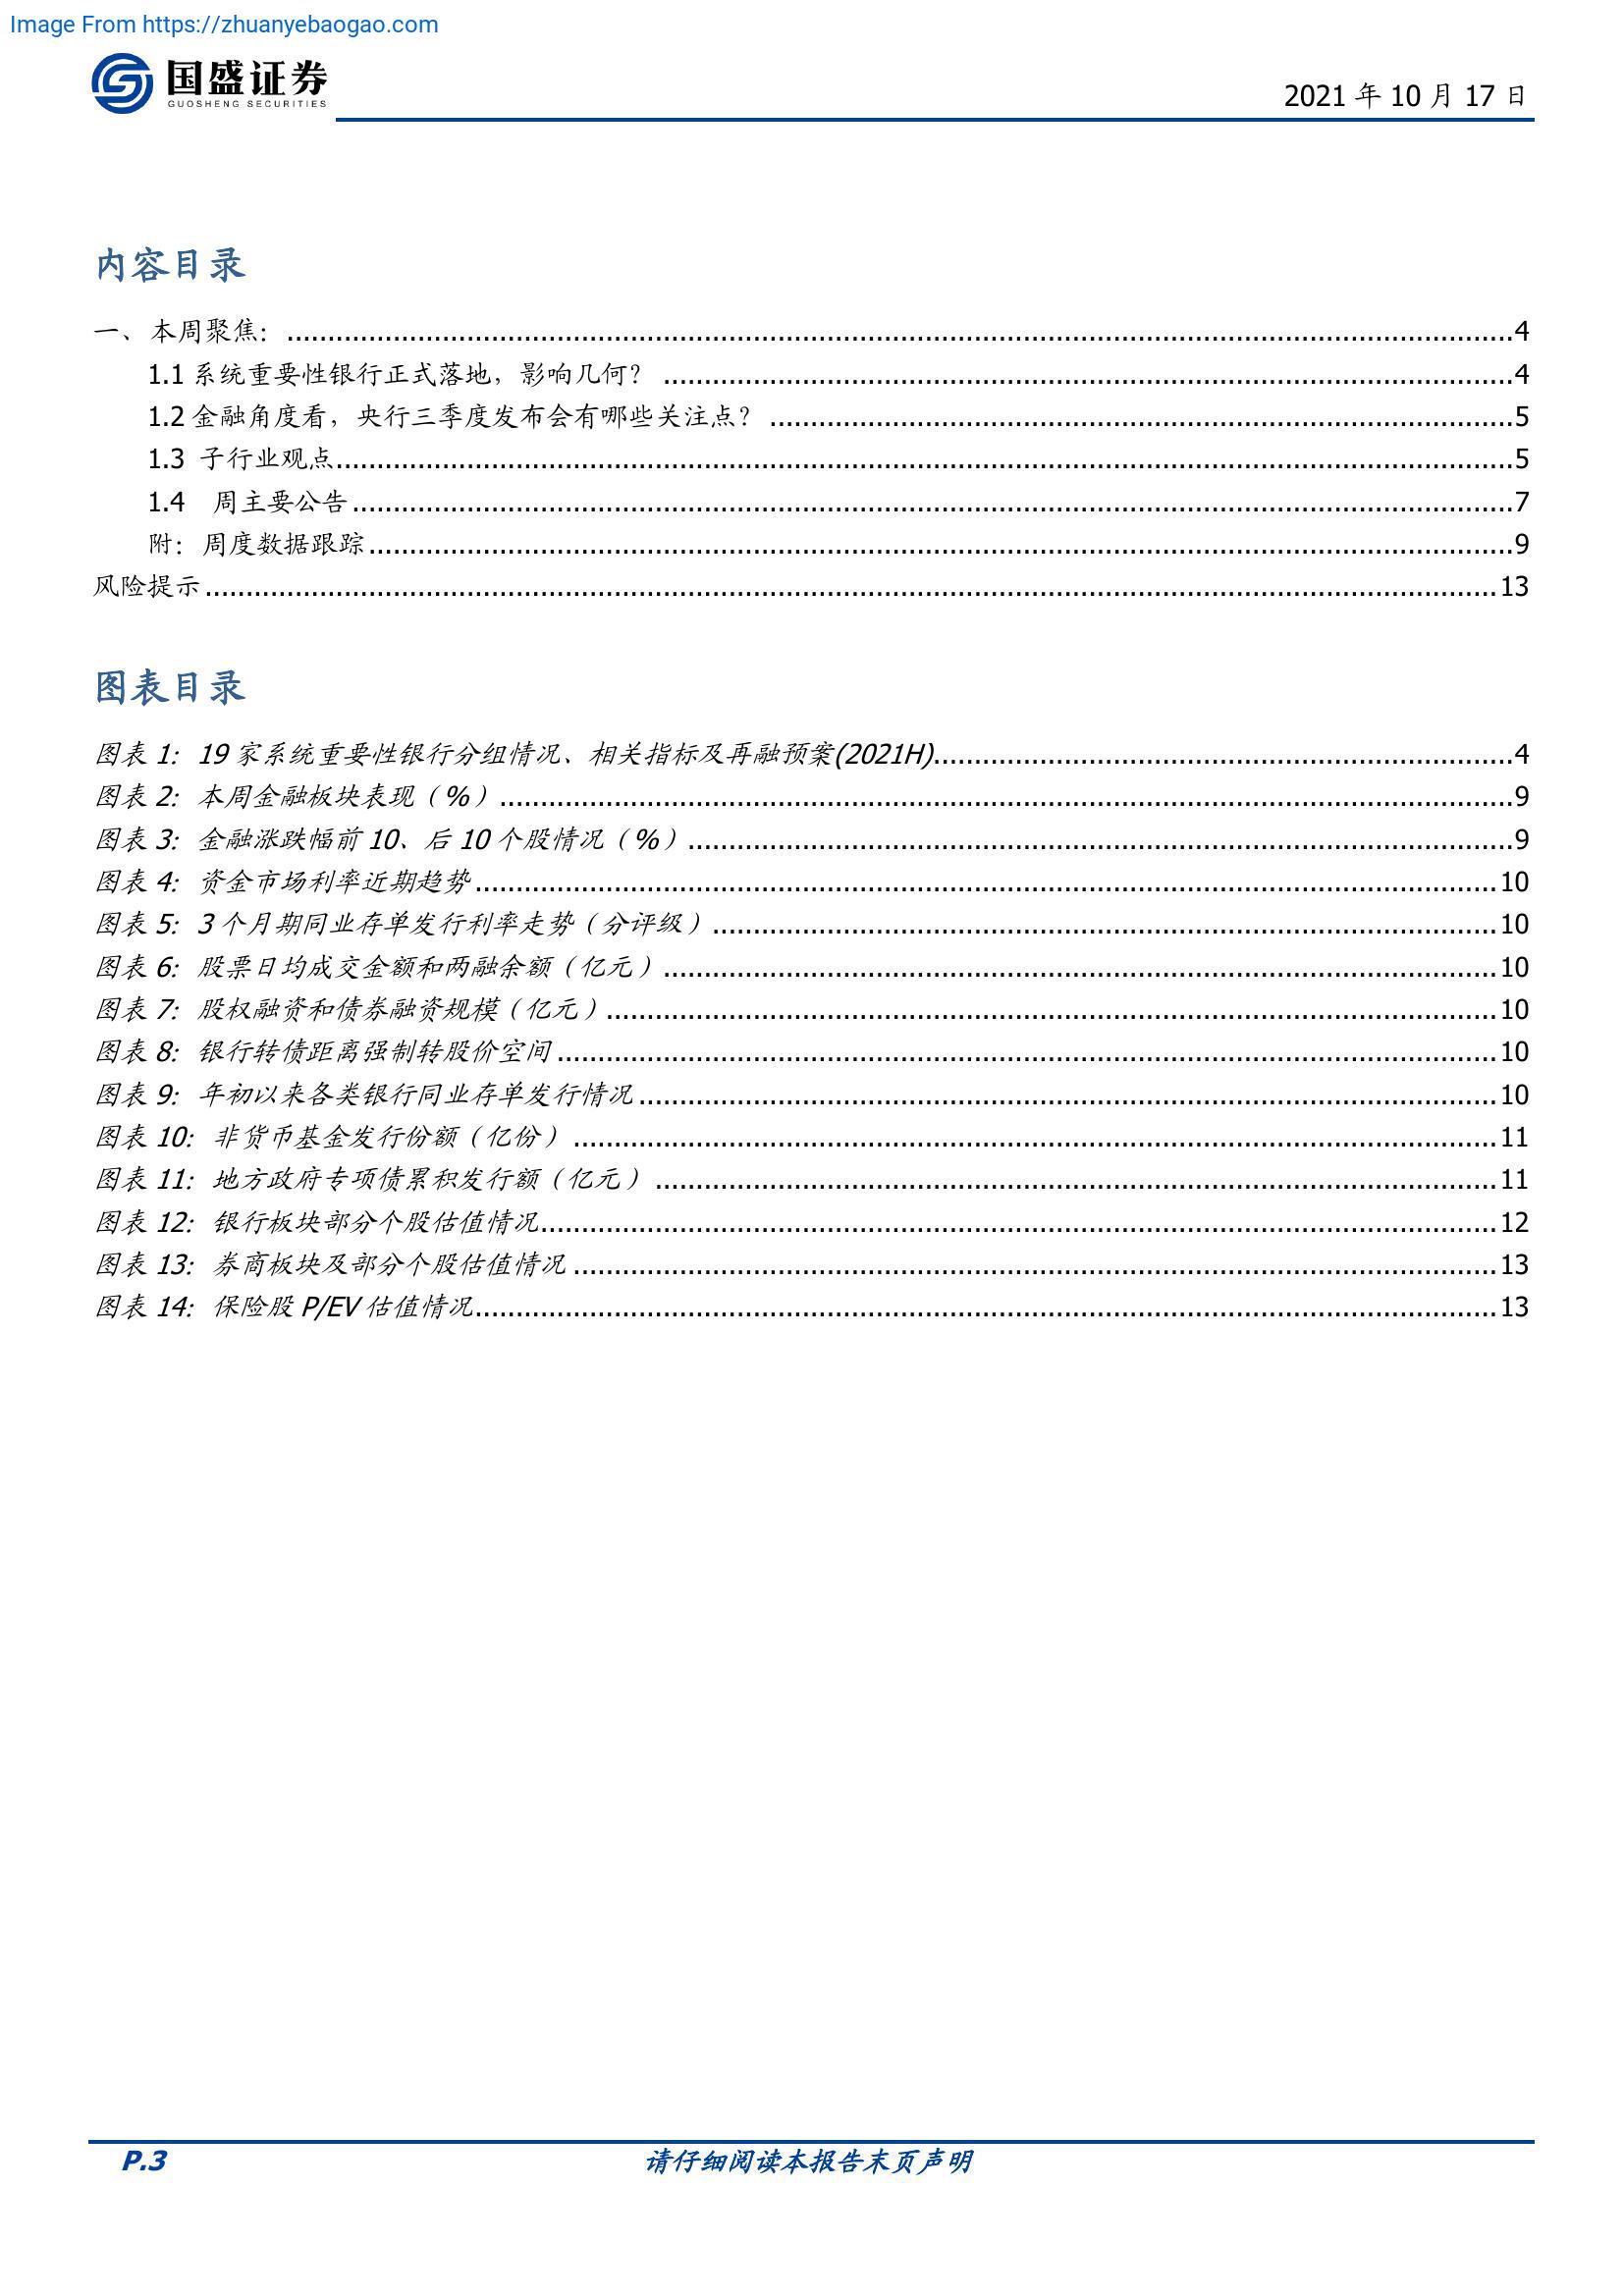 Image From https://zhuanyebaogao.com
国盛证券
GUOSHENG SECURITIES
2021 年 10 月 17 日
内容目录
一、 本周聚焦： 4
1.1 系统重要性银行正式落地，影响几何？ 4
1.2 金融角度看，央行三季度发布会有哪些关注点？ 5
1.3 子行业观点 5
1.4 周主要公告 7
附：周度数据跟踪 9
风险提示 13
图表目录
图表 1: 19 家系统重要性银行分组情况、相关指标及再融预案(2021H) 4
图表 2: 本周金融板块表现（%） 9
图表 3: 金融涨跌幅前 10、后 10 个股情况（%） 9
图表 4: 资金市场利率近期趋势 10
图表 5: 3 个月期同业存单发行利率走势（分评级） 10
图表 6: 股票日均成交金额和两融余额（亿元） 10
图表 7: 股权融资和债券融资规模（亿元） 10
图表 8: 银行转债距离强制转股价空间 10
图表 9: 年初以来各类银行同业存单发行情况 10
图表 10: 非货币基金发行份额（亿份） 11
图表 11: 地方政府专项债累积发行额（亿元） 11
图表 12: 银行板块部分个股估值情况 12
图表 13: 券商板块及部分个股估值情况 13
图表 14: 保险股 P/EV 估值情况 13
P.3
请仔细阅读本报告末页声明